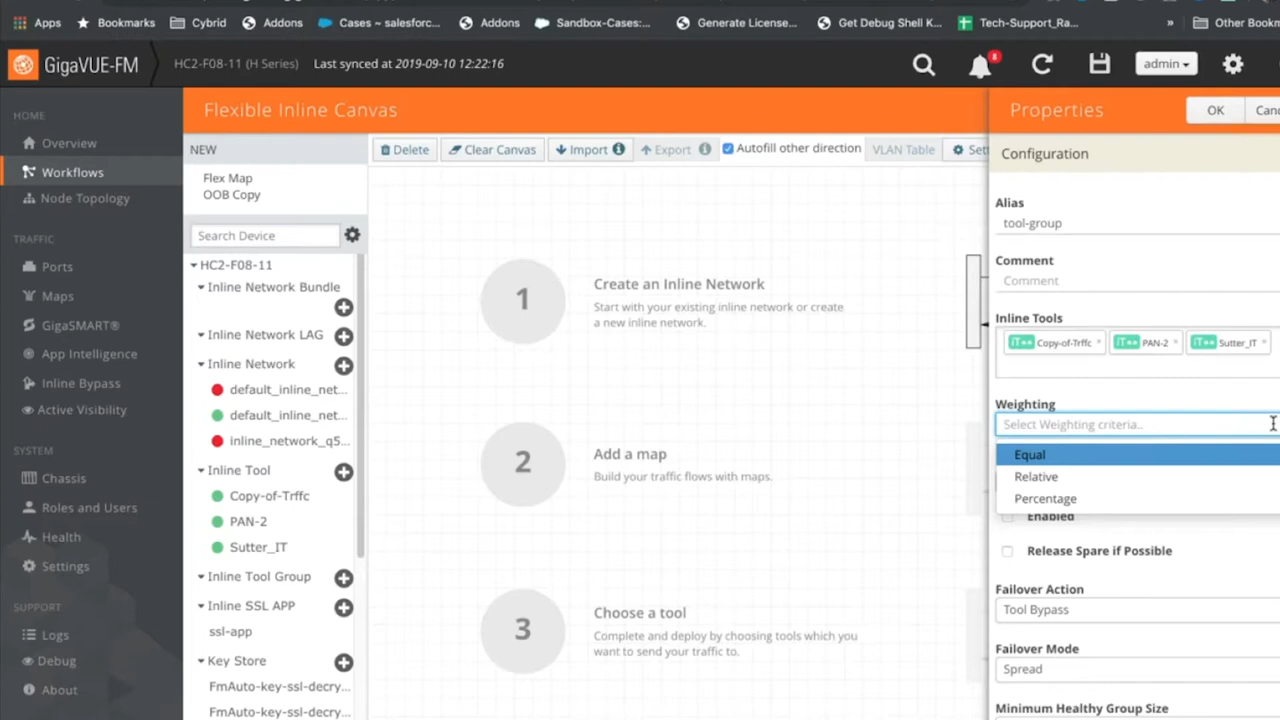 Apps
Bookmarks
Cybrid
Addons
Cases ~ salesforc...
Addons
Sandbox-Cases:...
Generate License...
Get Debug Shell K...
Tech-Support_Ra...
»
Other Bookm
GigaVUE-FM
HC2-F08-11 (H Series)
Last synced at 2019-09-10 12:22:16
8
admin
HOME
Overview
Workflows
Node Topology
TRAFFIC
Ports
Maps
GigaSMART®
App Intelligence
Inline Bypass
Active Visibility
SYSTEM
Chassis
Roles and Users
Health
Settings
SUPPORT
Logs
Debug
About
Flexible Inline Canvas
NEW
Flex Map
OOB Copy
Search Device
HC2-F08-11
Inline Network Bundle
Inline Network LAG
Inline Network
default_inline_net...
default_inline_net...
inline_network_q5...
Inline Tool
Copy-of-Trffc
PAN-2
Sutter_IT
Inline Tool Group
Inline SSL APP
ssl-app
Key Store
FmAuto-key-ssl-decry...
FmAuto-key-ssl-decry...
Delete
Clear Canvas
Import
Export
Autofill other direction
VLAN Table
Sett
1
Create an Inline Network
Start with your existing inline network or create
a new inline network.
2
Add a map
Build your traffic flows with maps.
3
Choose a tool
Complete and deploy by choosing tools which you
want to send your traffic to.
Properties
OK
Canc
Configuration
Alias
tool-group
Comment
Comment
Inline Tools
Copy-of-Trffc
PAN-2
Sutter_IT
Weighting
Select Weighting criteria..
Equal
Relative
Percentage
Enabled
Release Spare if Possible
Failover Action
Tool Bypass
Failover Mode
Spread
Minimum Healthy Group Size